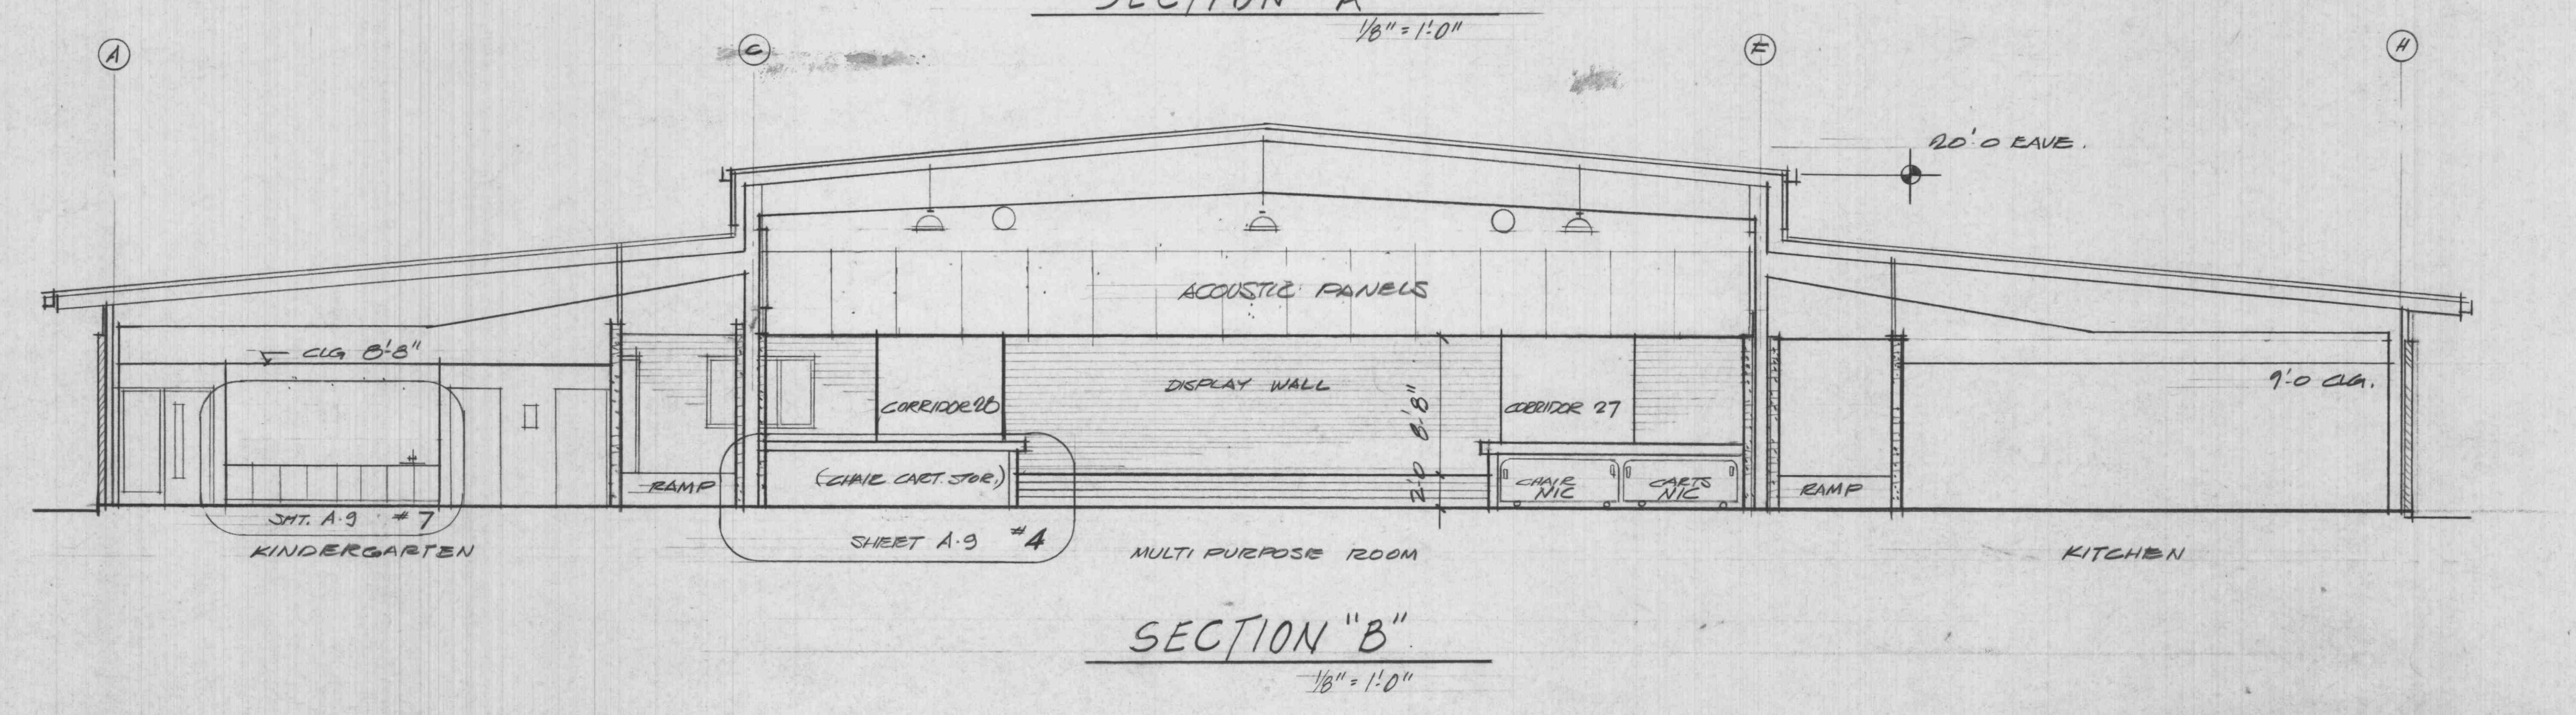 SECTION "A"
1/8" = 1'-0"
A
C
F
H
20'-0 EAVE.
ACOUSTIC PANELS
CLG 8'-8"
DISPLAY WALL
9'-0 CLG.
CORRIDOR 28
8'-8"
CORRIDOR 27
(CHAIR CART. STOR.)
2'-0
CHAIR
NIC
CARTS
NIC
RAMP
RAMP
SHT. A-9 #7
SHEET A-9 #4
KINDERGARTEN
MULTI PURPOSE ROOM
KITCHEN
SECTION "B".
1/8" = 1'-0"